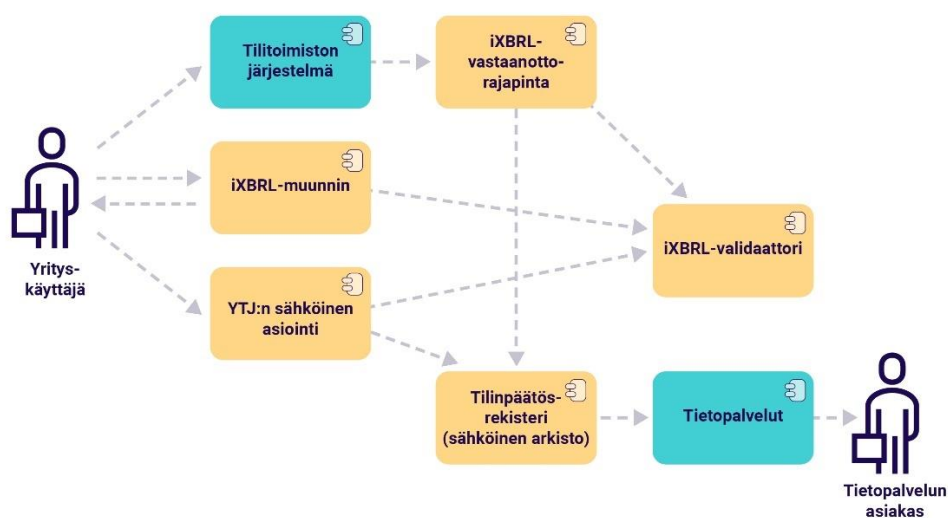 Tilitoimiston
järjestelmä
iXBRL-
vastaanotto-
rajapinta
iXBRL-muunnin
iXBRL-validaattori
Yritys-
käyttäjä
YTJ:n sähköinen
asiointi
Tilinpäätös-
rekisteri
(sähköinen arkisto)
Tietopalvelut
Tietopalvelun
asiakas